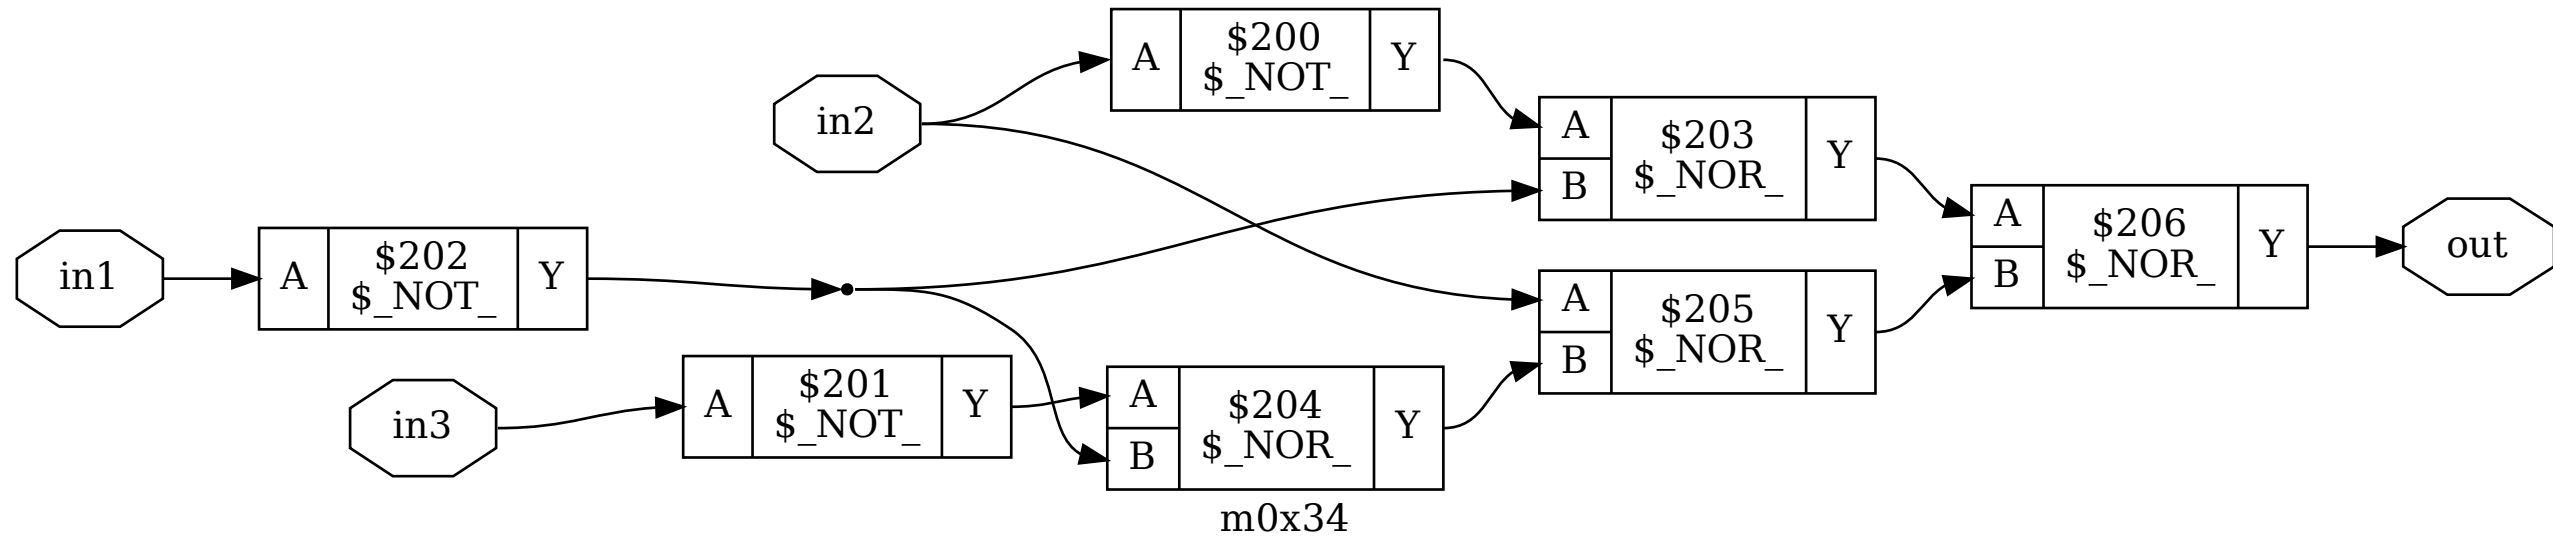 in1
in2
in3
A
$202
$_NOT_
Y
A
$201
$_NOT_
Y
A
$200
$_NOT_
Y
A
B
$204
$_NOR_
Y
A
B
$203
$_NOR_
Y
A
B
$205
$_NOR_
Y
A
B
$206
$_NOR_
Y
out
m0x34